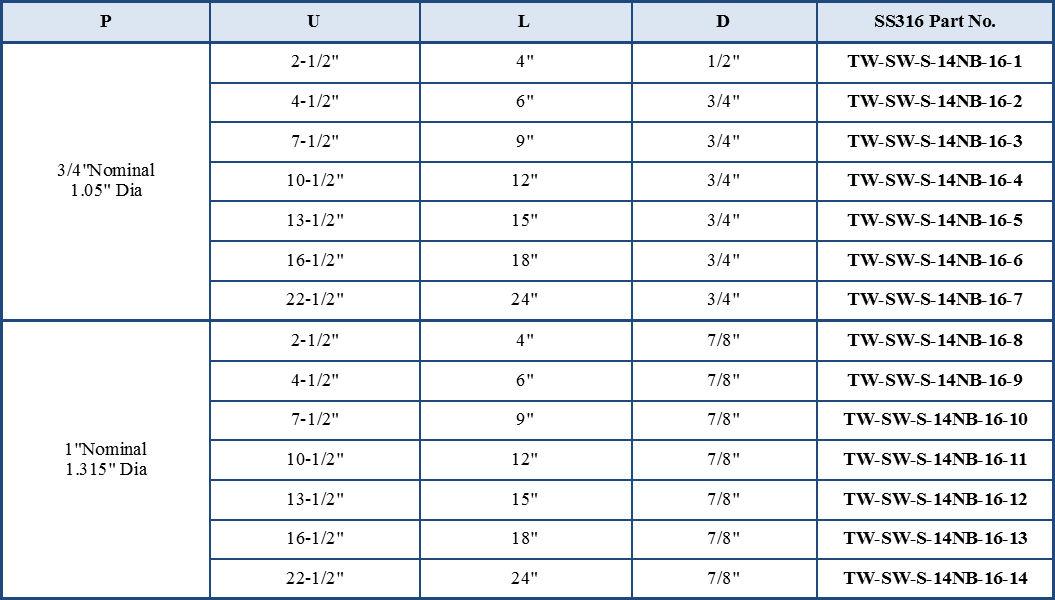 P U L D SS316 Part No.
2-1/2" 4" 1/2" TW-SW-S-14NB-16-1
4-1/2" 6" 3/4" TW-SW-S-14NB-16-2
7-1/2" 9" 3/4" TW-SW-S-14NB-16-3
3/4"Nominal
1.05" Dia
10-1/2" 12" 3/4" TW-SW-S-14NB-16-4
13-1/2" 15" 3/4" TW-SW-S-14NB-16-5
16-1/2" 18" 3/4" TW-SW-S-14NB-16-6
22-1/2" 24" 3/4" TW-SW-S-14NB-16-7
2-1/2" 4" 7/8" TW-SW-S-14NB-16-8
4-1/2" 6" 7/8" TW-SW-S-14NB-16-9
7-1/2" 9" 7/8" TW-SW-S-14NB-16-10
1"Nominal
1.315" Dia
10-1/2" 12" 7/8" TW-SW-S-14NB-16-11
13-1/2" 15" 7/8" TW-SW-S-14NB-16-12
16-1/2" 18" 7/8" TW-SW-S-14NB-16-13
22-1/2" 24" 7/8" TW-SW-S-14NB-16-14